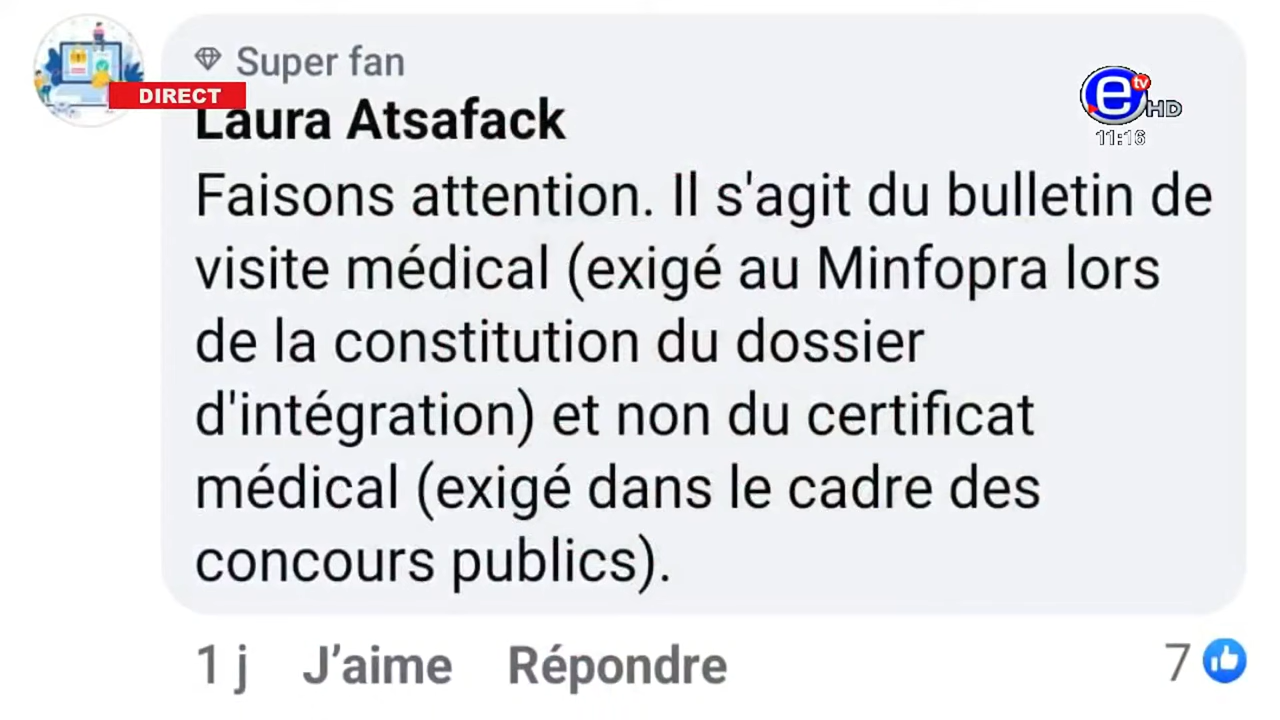 Super fan
DIRECT
Laura Atsafack
e tv HD
11:16
Faisons attention. Il s'agit du bulletin de
visite médical (exigé au Minfopra lors
de la constitution du dossier
d'intégration) et non du certificat
médical (exigé dans le cadre des
concours publics).
1 j J'aime Répondre 7